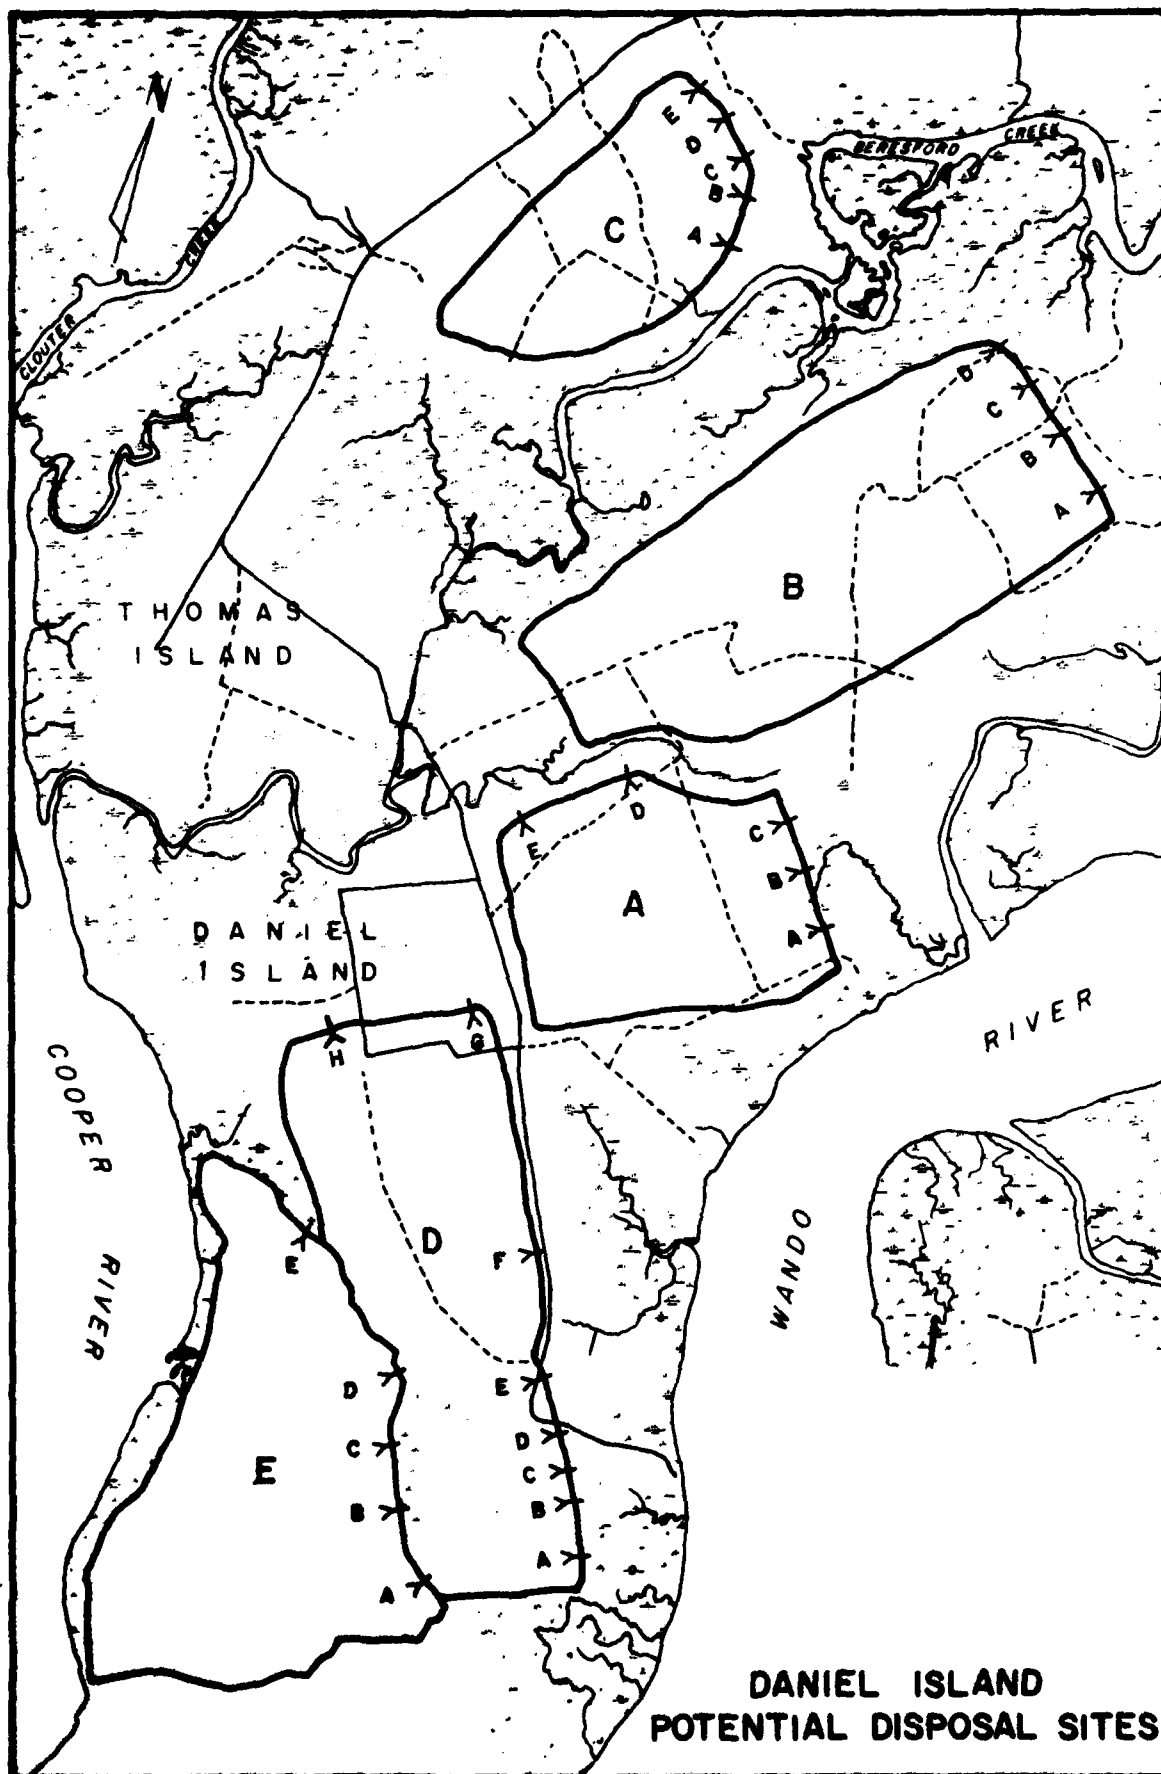 N
E
D
C
B
A
C
BERESFORD CREEK
CLOUTER CREEK
D
C
B
A
B
THOMAS
ISLAND
D
E
C
B
A
A
DANIEL
ISLAND
RIVER
WANDO
COOPER
RIVER
H
G
D
F
E
E
D
C
B
A
D
C
B
A
E
DANIEL ISLAND
POTENTIAL DISPOSAL SITES